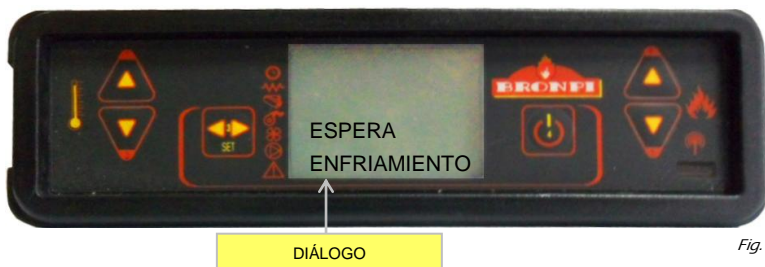 BRONPI
ESPERA
ENFRIAMIENTO
SET
DIÁLOGO
Fig.